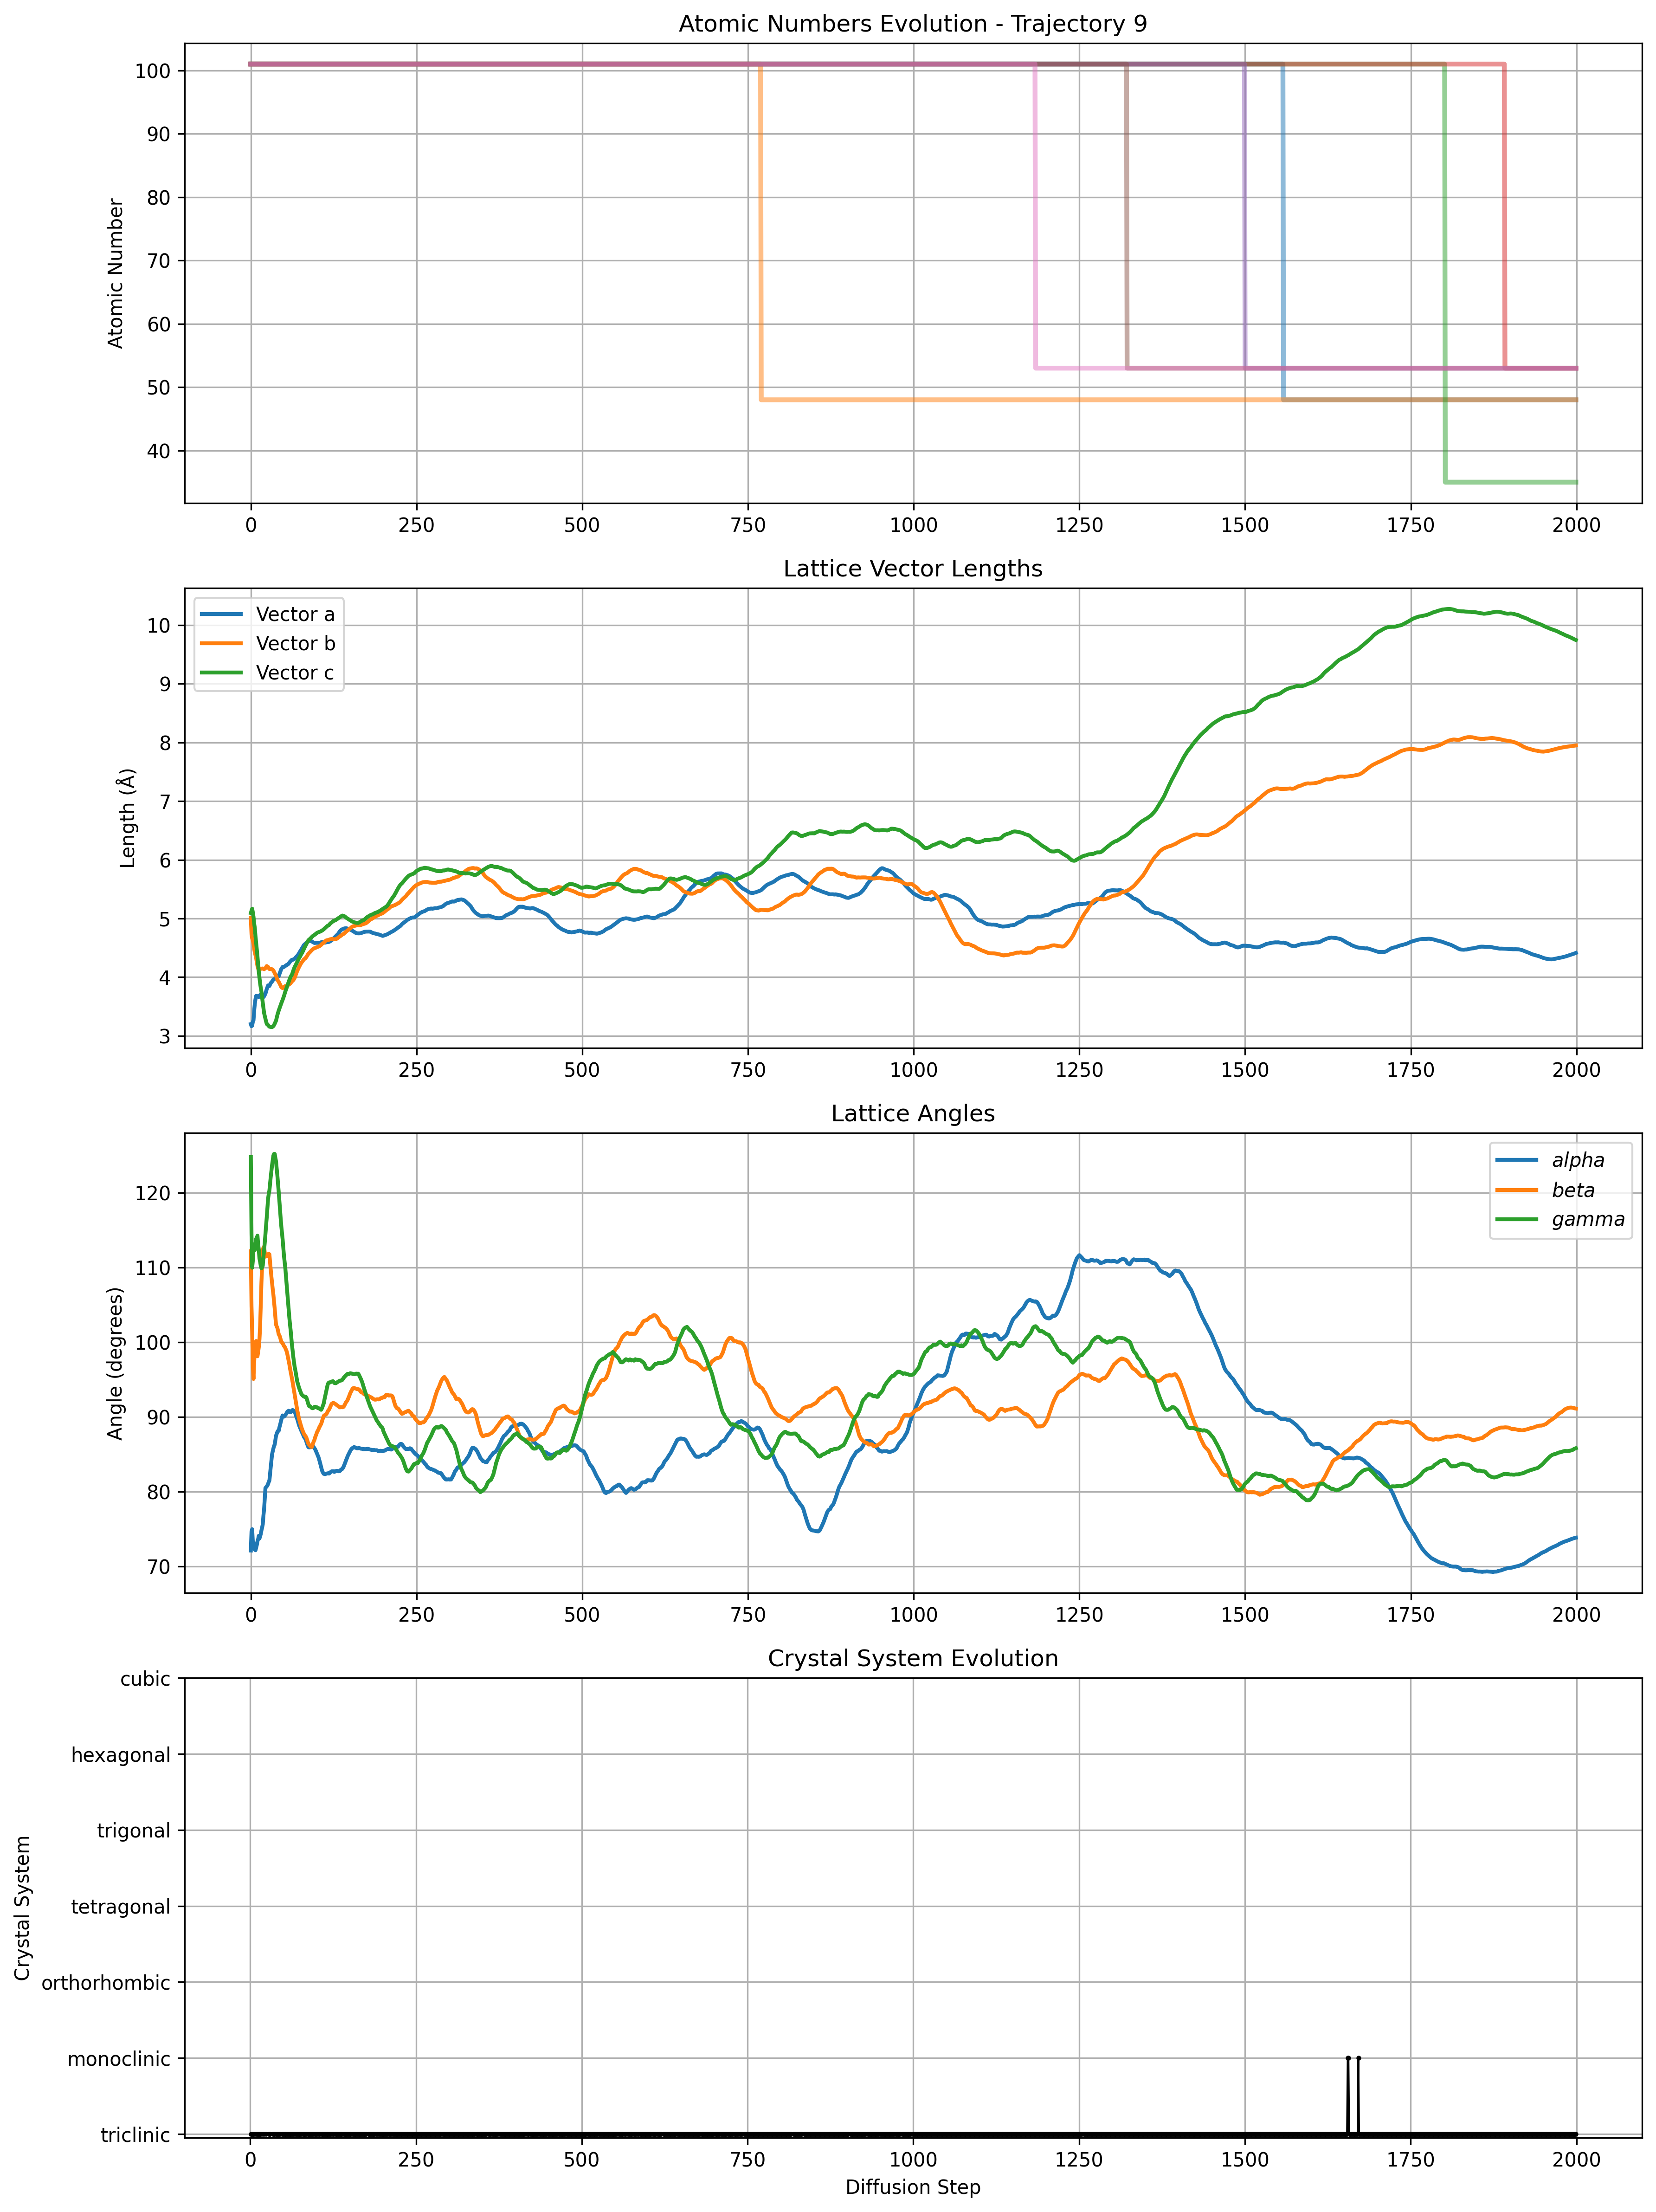 Atomic Numbers Evolution - Trajectory 9
100
90
80
70
60
50
40
Atomic Number
0 250 500 750 1000 1250 1500 1750 2000
Lattice Vector Lengths
Vector a
Vector b
Vector c
10
9
8
7
6
5
4
3
Length (Å)
0 250 500 750 1000 1250 1500 1750 2000
Lattice Angles
alpha
beta
gamma
120
110
100
90
80
70
Angle (degrees)
0 250 500 750 1000 1250 1500 1750 2000
Crystal System Evolution
cubic
hexagonal
trigonal
tetragonal
orthorhombic
monoclinic
triclinic
Crystal System
0 250 500 750 1000 1250 1500 1750 2000
Diffusion Step